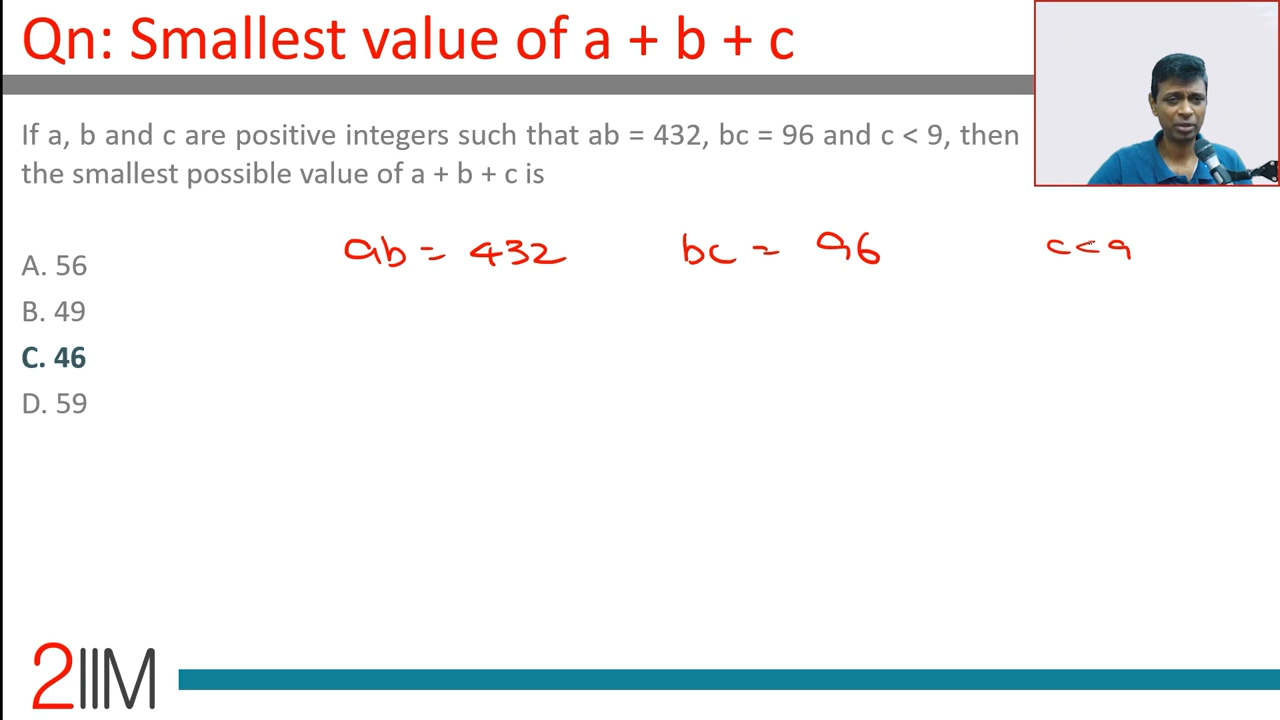 Qn: Smallest value of a + b + c
If a, b and c are positive integers such that ab = 432, bc = 96 and c < 9, then
the smallest possible value of a + b + c is
ab = 432 bc = 96 c<9
A. 56
B. 49
C. 46
D. 59
2IIM